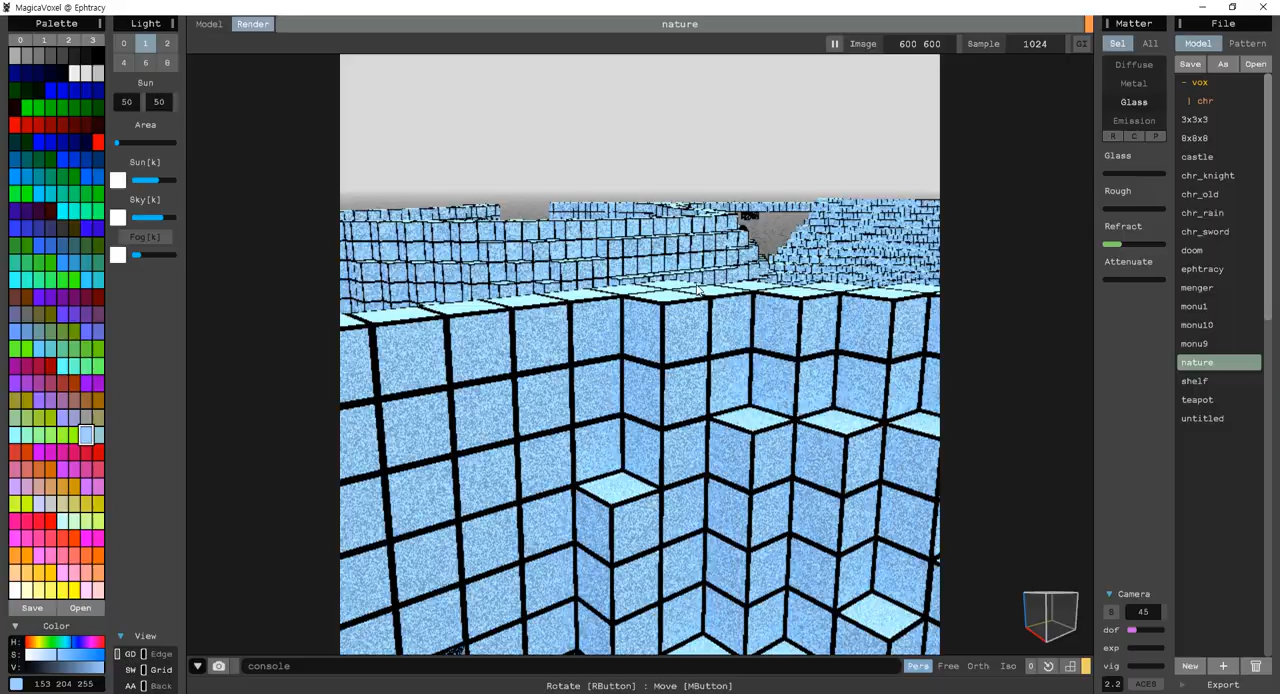 MagicaVoxel @ Ephtracy
Palette
0 1 2 3
Save Open
Color
H:
S:
V:
153 204 255
Light
0 1 2
4 6 8
Sun
50 50
Area
Sun[k]
Sky[k]
Fog[k]
View
GD Edge
SW Grid
AA Back
Model Render
nature
Image 600 600 Sample 1024 GI
console
Pers Free Orth Iso 0
Rotate [RButton] : Move [MButton]
Matter
Sel All
Diffuse
Metal
Glass
Emission
R C P
Glass
Rough
Refract
Attenuate
Camera
S 45
dof
exp
vig
2.2 ACES
File
Model Pattern
Save As Open
- vox
| chr
3x3x3
8x8x8
castle
chr_knight
chr_old
chr_rain
chr_sword
doom
ephtracy
menger
monu1
monu10
monu9
nature
shelf
teapot
untitled
New +
Export